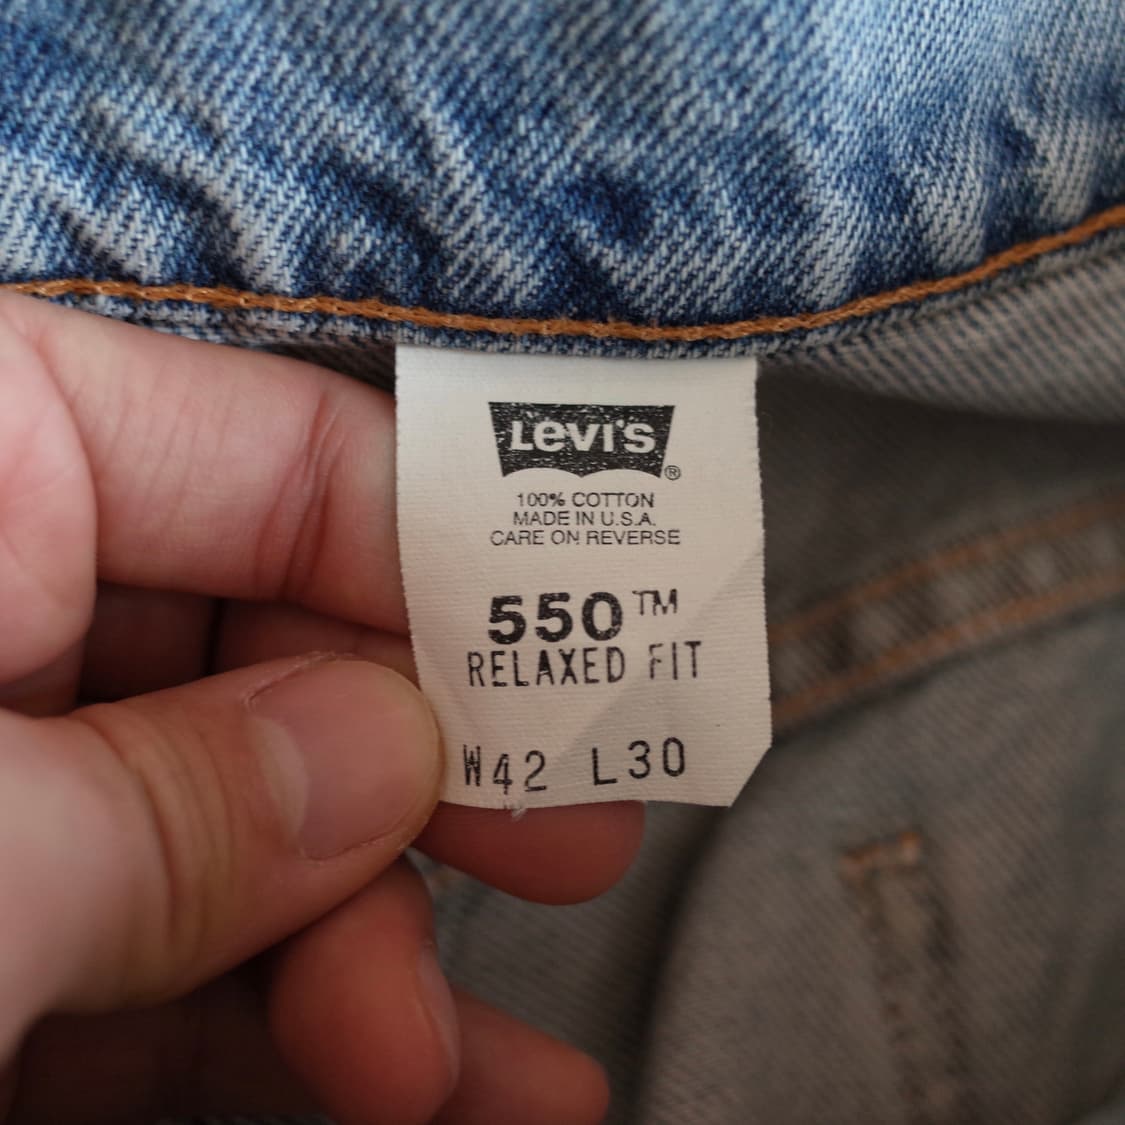 LEVI'S ®
100% COTTON
MADE IN U.S.A.
CARE ON REVERSE
550™
RELAXED FIT
W42 L30